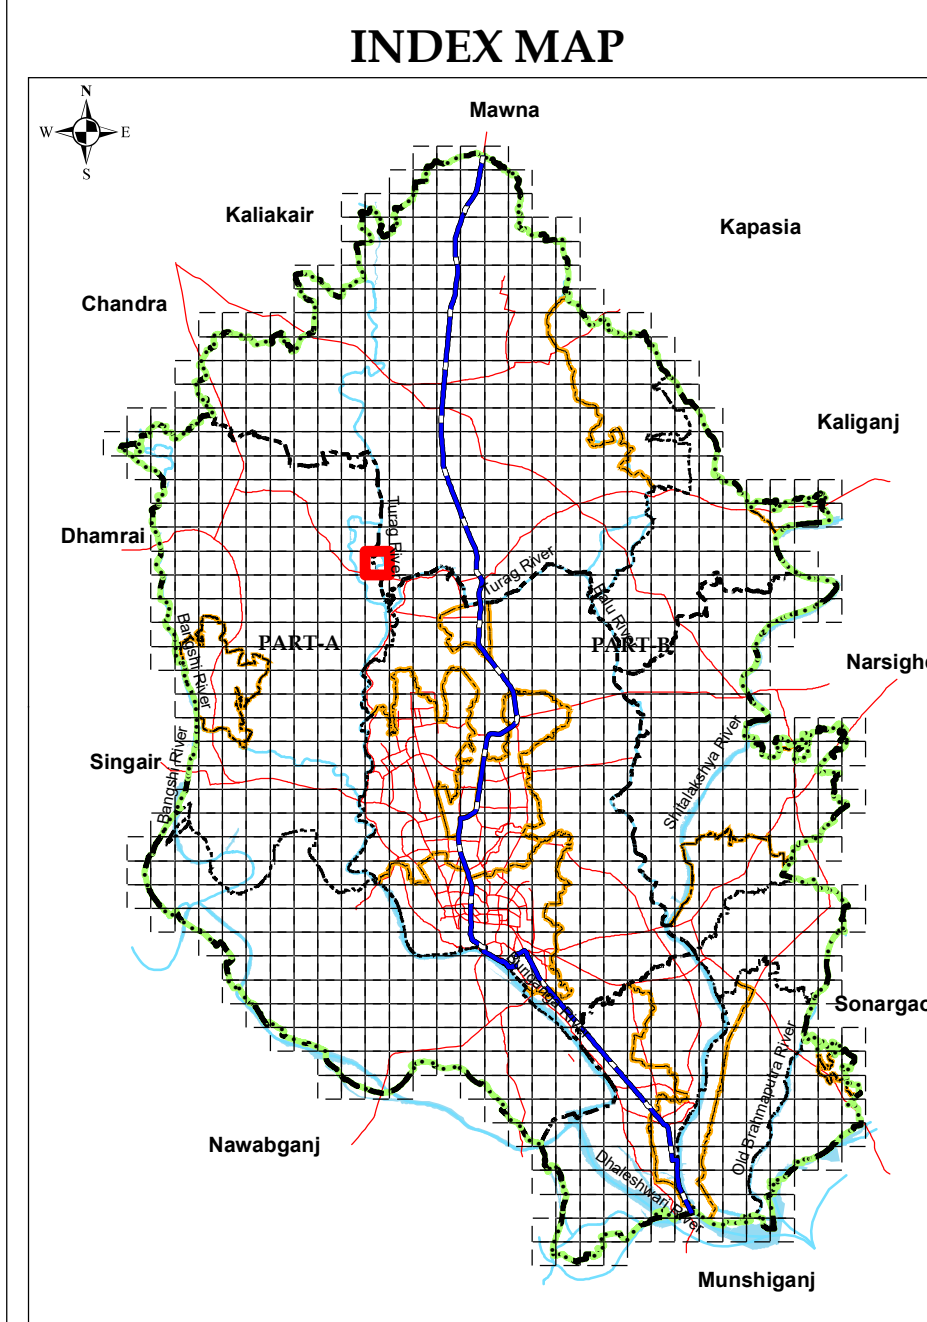 INDEX MAP
N
W E
S
Mawna
Kaliakair
Kapasia
Chandra
Kaliganj
Turag River
Dhamrai
Turag River
Balu River
Bangshi River
PART-A
PART-B
Narsigh
Shitalakshya River
Bangshi River
Singair
Buriganga River
Sonargao
Old Brahmaputra River
Nawabganj
Dhaleshwari River
Munshiganj